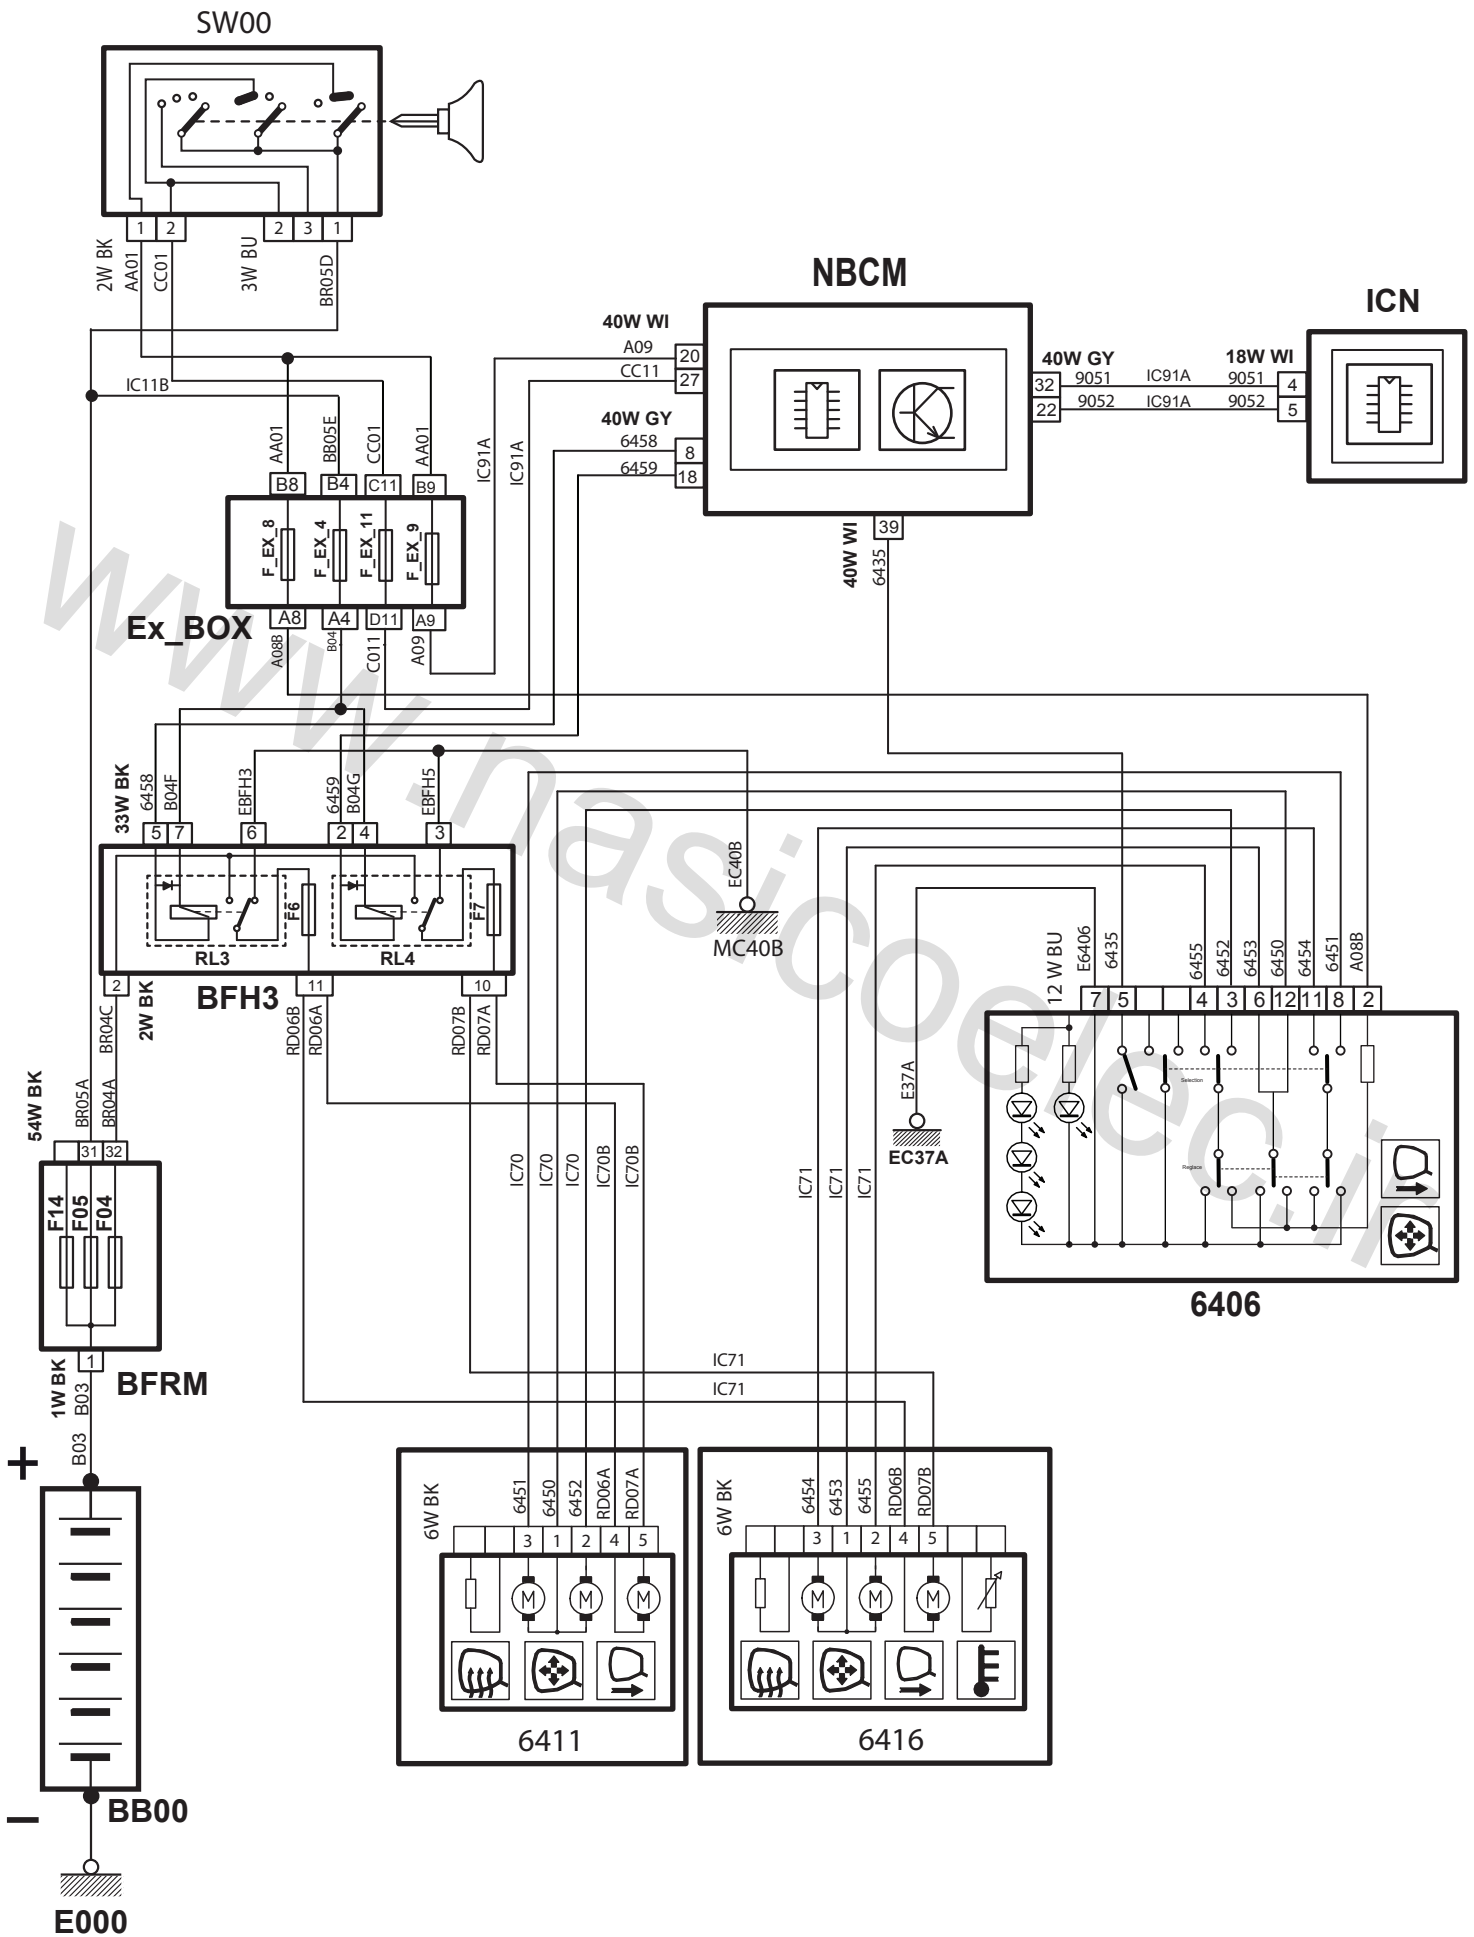 SW00
1 2 2 3 1
2W BK
AA01
CC01
3W BU
BR05D
NBCM
ICN
40W WI
A09 20
CC11 27
40W GY
6458 8
6459 18
40W GY 18W WI
32 9051 IC91A 9051 4
22 9052 IC91A 9052 5
39
40W WI
6435
IC11B
AA01
BB05E
CC01
AA01
IC91A
IC91A
B8 B4 C11 B9
F_EX_8
F_EX_4
F_EX_11
F_EX_9
A8 A4 D11 A9
Ex_BOX
A08B
B04
C011
A09
33W BK
6458
B04F
EBFH3
6459
B04G
EBFH5
5 7 6 2 4 3
F6
F7
RL3 RL4
2 11 10
BFH3
2W BK
BR04C
RD06B
RD06A
RD07B
RD07A
EC40B
MC40B
E37A
EC37A
12 W BU
E6406
6435
6455
6452
6453
6450
6454
6451
A08B
7 5 4 3 6 12 11 8 2
Selection
Reglace
6406
54W BK
BR05A
BR04A
31 32
F14
F05
F04
1
BFRM
1W BK
B03
B03
IC70
IC70
IC70
IC70B
IC70B
IC71
IC71
IC71
IC71
IC71
+
–
BB00
E000
6W BK
6451
6450
6452
RD06A
RD07A
3 1 2 4 5
M M M
6411
6W BK
6454
6453
6455
RD06B
RD07B
3 1 2 4 5
M M M
6416
www.nasicoelec.ir